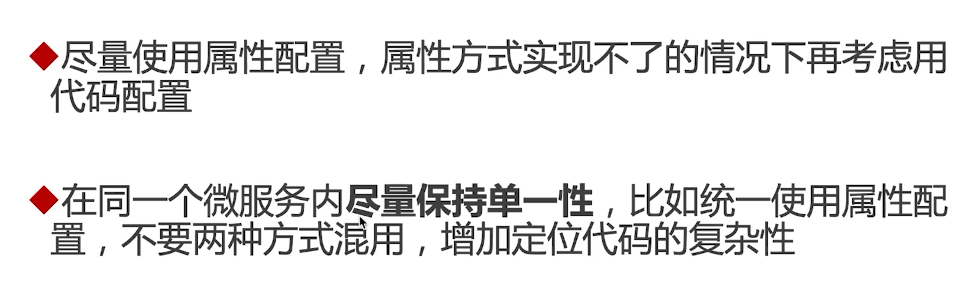 尽量使用属性配置，属性方式实现不了的情况下再考虑用
代码配置
在同一个微服务内尽量保持单一性，比如统一使用属性配
置，不要两种方式混用，增加定位代码的复杂性